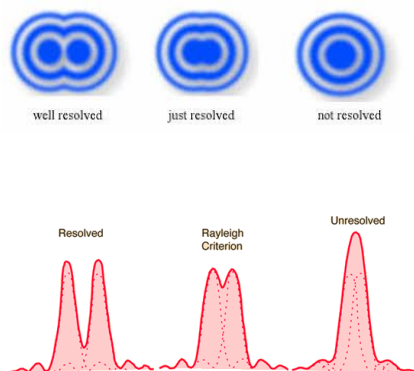 well resolved
just resolved
not resolved
Resolved
Rayleigh
Criterion
Unresolved